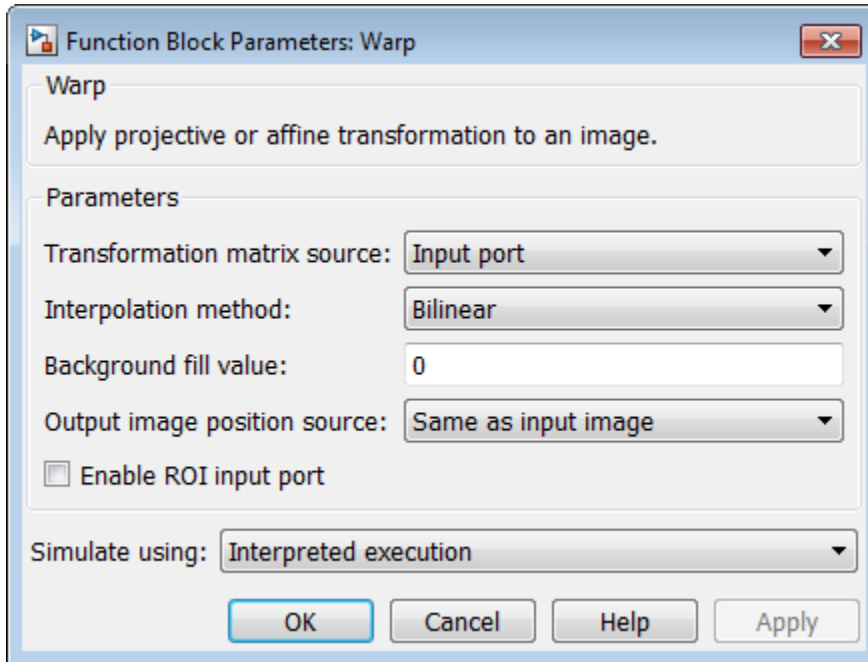 Function Block Parameters: Warp
Warp
Apply projective or affine transformation to an image.
Parameters
Transformation matrix source: Input port
Interpolation method: Bilinear
Background fill value: 0
Output image position source: Same as input image
Enable ROI input port
Simulate using: Interpreted execution
OK Cancel Help Apply